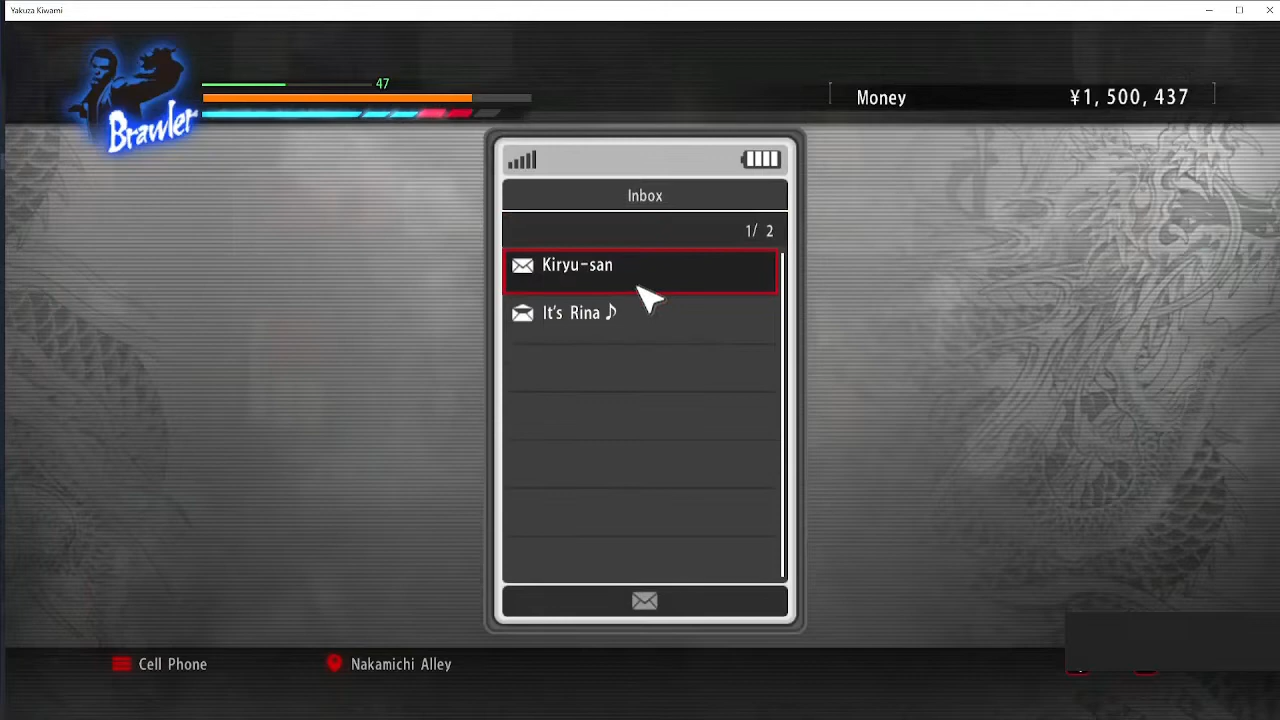 Yakuza Kiwami
47
Brawler
Money
¥1,500,437
Inbox
1/ 2
Kiryu-san
It's Rina♪
Cell Phone
Nakamichi Alley